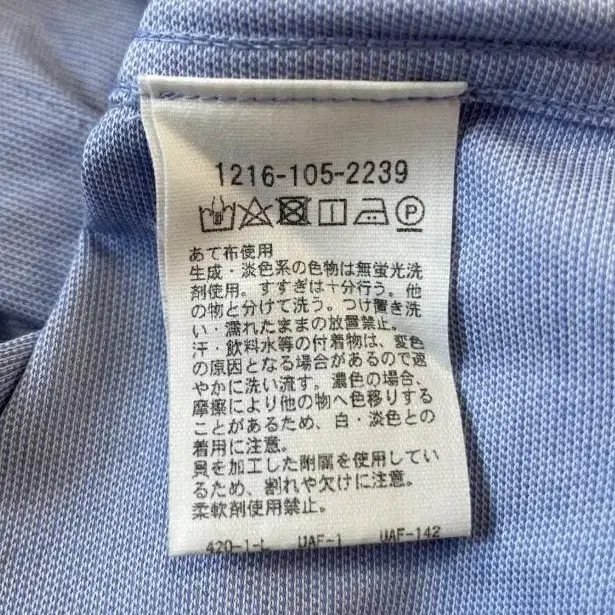 1216-105-2239
あて布使用
生成・淡色系の色物は無蛍光洗
剤使用。すすぎは十分行う。他
の物と分けて洗う。つけ置き洗
い・濡れたままの放置禁止。
汗・飲料水等の付着物は、変色
の原因となる場合があるので速
やかに洗い流す。濃色の場合、
摩擦により他の物へ色移りする
ことがあるため、白・淡色との
着用に注意。
貝を加工した附属を使用してい
るため、割れや欠けに注意。
柔軟剤使用禁止。
420-1-L UAF-1 UAF-142